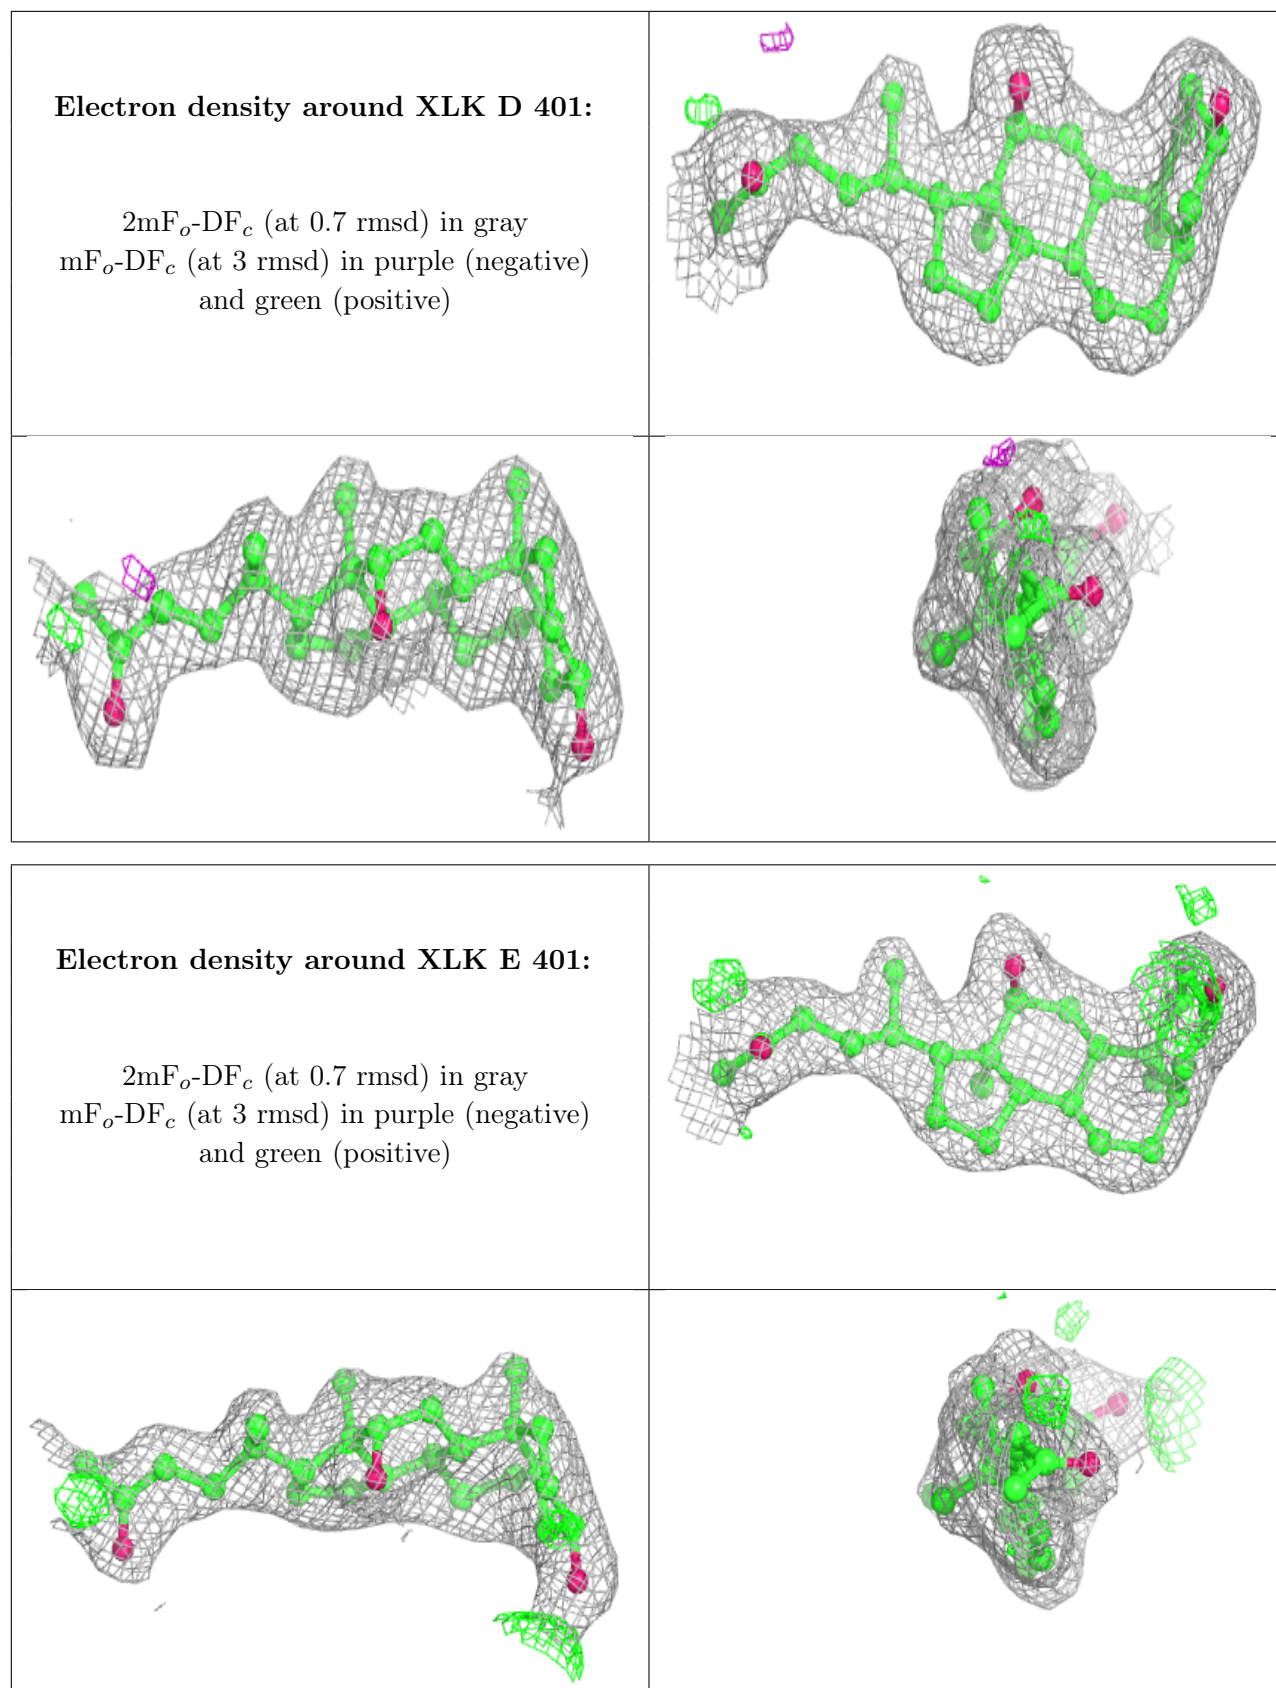 Electron density around XLK D 401:
2mFo-DFc (at 0.7 rmsd) in gray
mFo-DFc (at 3 rmsd) in purple (negative)
and green (positive)
Electron density around XLK E 401:
2mFo-DFc (at 0.7 rmsd) in gray
mFo-DFc (at 3 rmsd) in purple (negative)
and green (positive)